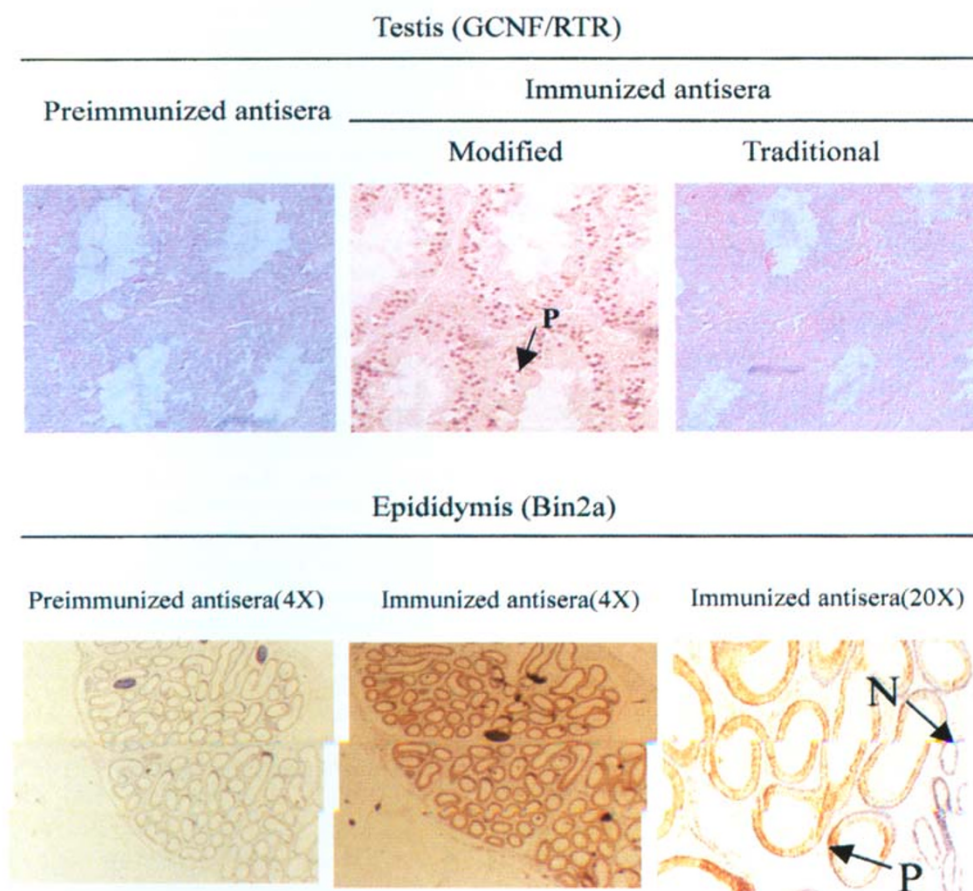 Testis (GCNF/RTR)
Preimmunized antisera
Immunized antisera
Modified
Traditional
P
Epididymis (Bin2a)
Preimmunized antisera(4X)
Immunized antisera(4X)
Immunized antisera(20X)
N
P